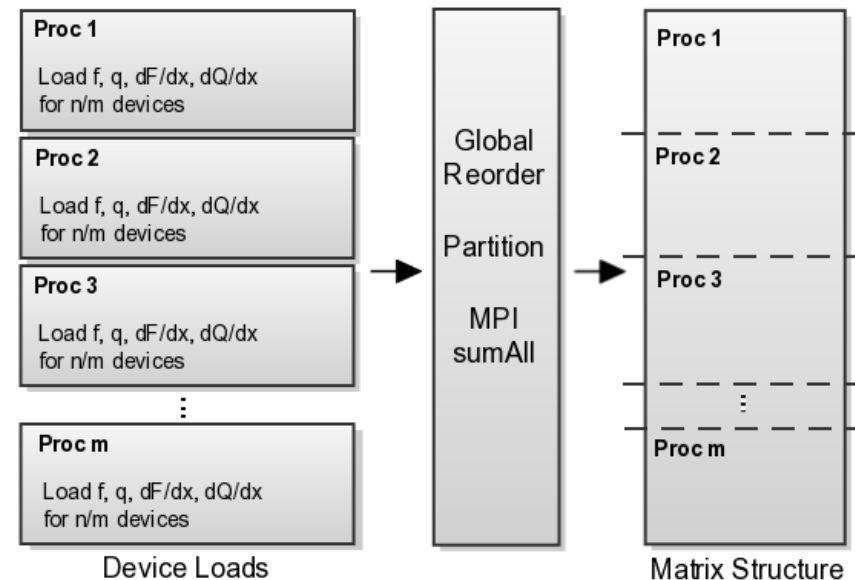 Proc 1
Load f, q, dF/dx, dQ/dx
for n/m devices
Proc 2
Load f, q, dF/dx, dQ/dx
for n/m devices
Proc 3
Load f, q, dF/dx, dQ/dx
for n/m devices
Proc m
Load f, q, dF/dx, dQ/dx
for n/m devices
Device Loads
Global
Reorder
Partition
MPI
sumAll
Proc 1
Proc 2
Proc 3
Proc m
Matrix Structure